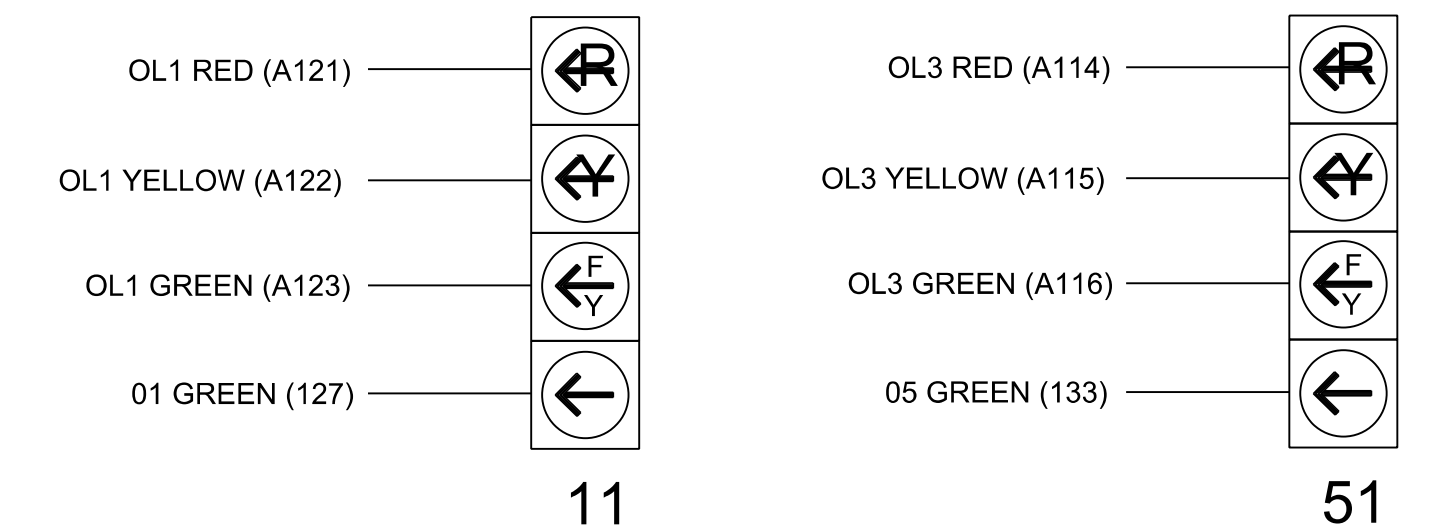 OL1 RED (A121)
R
OL1 YELLOW (A122)
Y
OL1 GREEN (A123)
F
Y
01 GREEN (127)
11
OL3 RED (A114)
R
OL3 YELLOW (A115)
Y
OL3 GREEN (A116)
F
Y
05 GREEN (133)
51